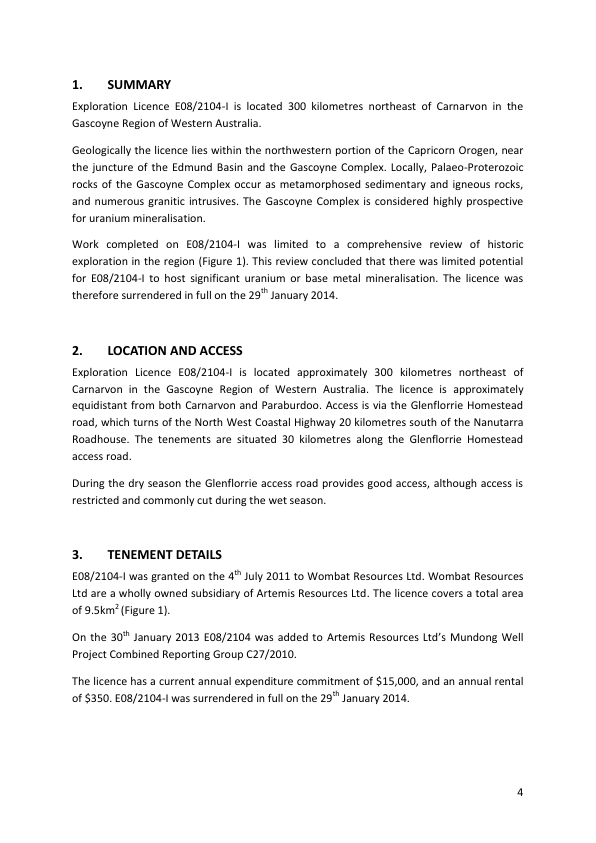 1. SUMMARY
Exploration Licence E08/2104-I is located 300 kilometres northeast of Carnarvon in the
Gascoyne Region of Western Australia.
Geologically the licence lies within the northwestern portion of the Capricorn Orogen, near
the juncture of the Edmund Basin and the Gascoyne Complex. Locally, Palaeo-Proterozoic
rocks of the Gascoyne Complex occur as metamorphosed sedimentary and igneous rocks,
and numerous granitic intrusives. The Gascoyne Complex is considered highly prospective
for uranium mineralisation.
Work completed on E08/2104-I was limited to a comprehensive review of historic
exploration in the region (Figure 1). This review concluded that there was limited potential
for E08/2104-I to host significant uranium or base metal mineralisation. The licence was
therefore surrendered in full on the 29th January 2014.
2. LOCATION AND ACCESS
Exploration Licence E08/2104-I is located approximately 300 kilometres northeast of
Carnarvon in the Gascoyne Region of Western Australia. The licence is approximately
equidistant from both Carnarvon and Paraburdoo. Access is via the Glenflorrie Homestead
road, which turns of the North West Coastal Highway 20 kilometres south of the Nanutarra
Roadhouse. The tenements are situated 30 kilometres along the Glenflorrie Homestead
access road.
During the dry season the Glenflorrie access road provides good access, although access is
restricted and commonly cut during the wet season.
3. TENEMENT DETAILS
E08/2104-I was granted on the 4th July 2011 to Wombat Resources Ltd. Wombat Resources
Ltd are a wholly owned subsidiary of Artemis Resources Ltd. The licence covers a total area
of 9.5km2 (Figure 1).
On the 30th January 2013 E08/2104 was added to Artemis Resources Ltd’s Mundong Well
Project Combined Reporting Group C27/2010.
The licence has a current annual expenditure commitment of $15,000, and an annual rental
of $350. E08/2104-I was surrendered in full on the 29th January 2014.
4